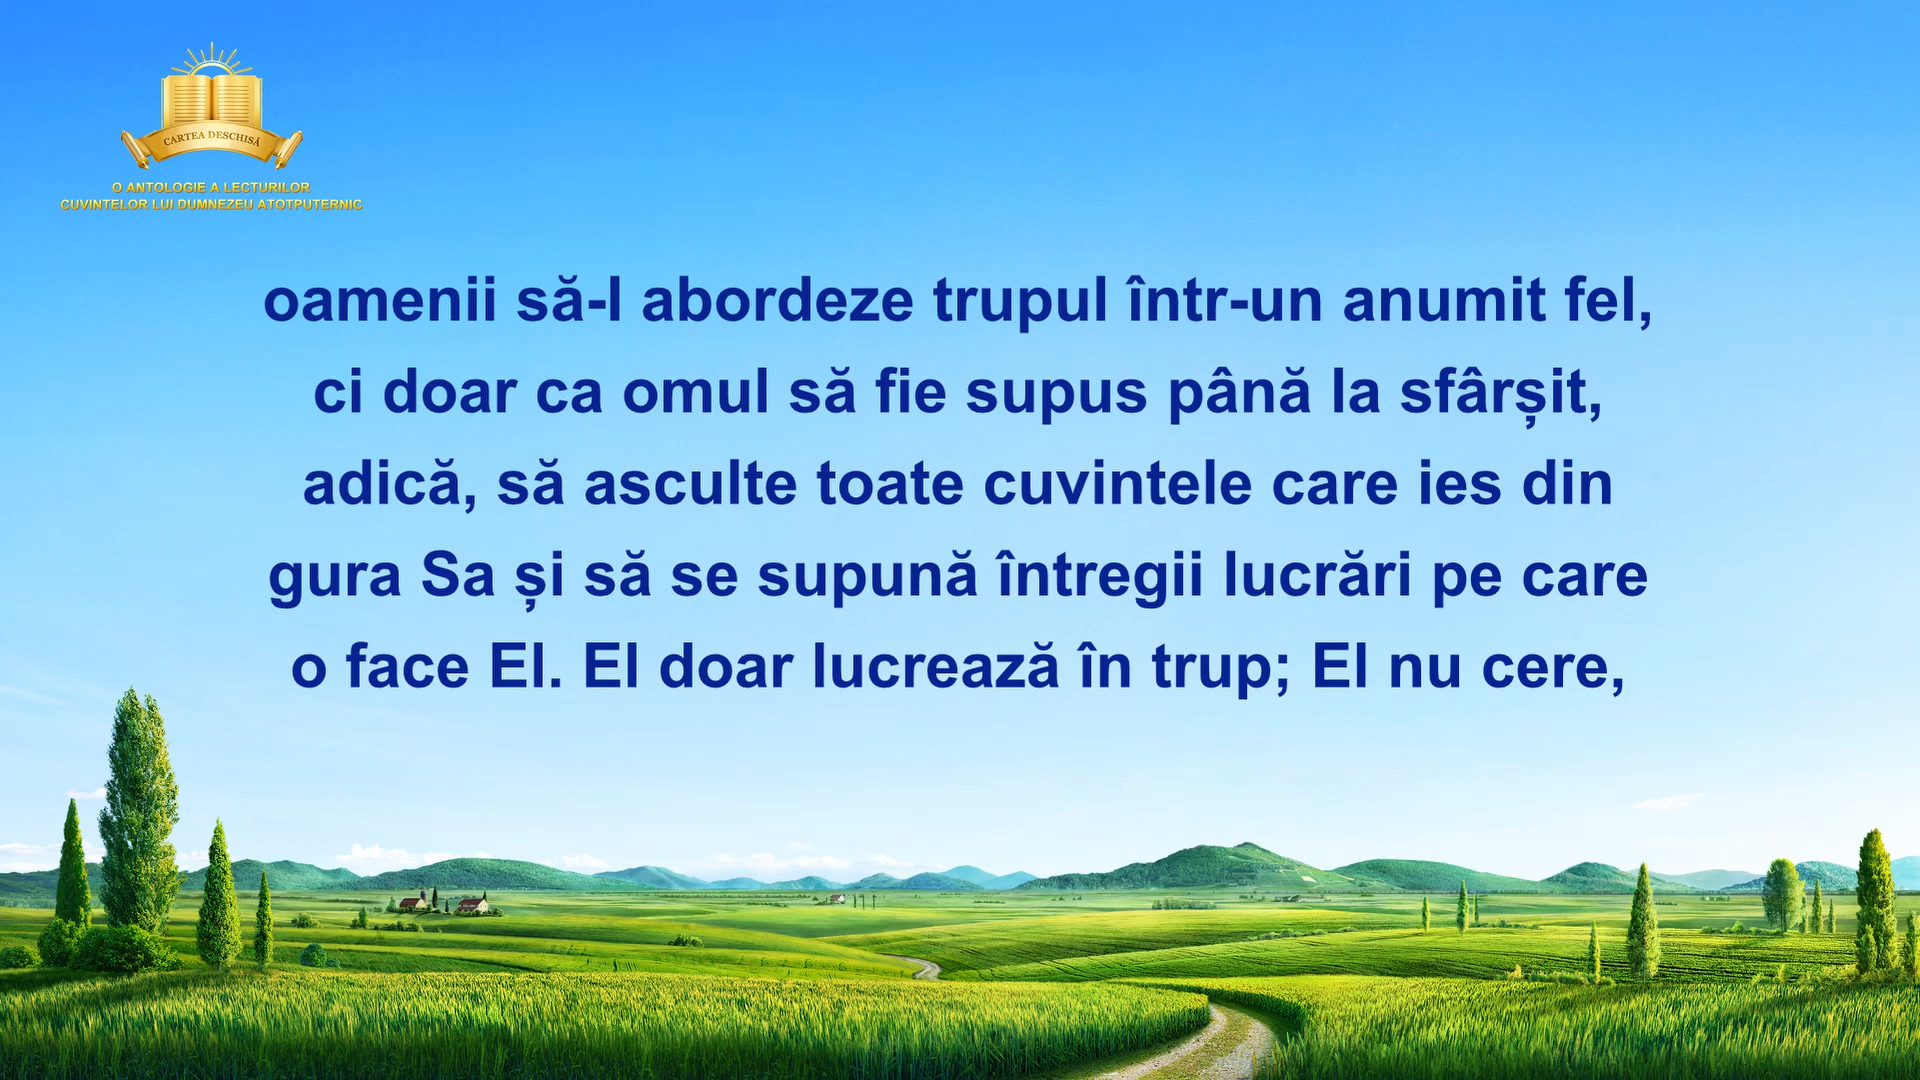 CARTEA DESCHISĂ
O ANTOLOGIE A LECTURILOR
CUVINTELOR LUI DUMNEZEU ATOTPUTERNIC
oamenii să-I abordeze trupul într-un anumit fel,
ci doar ca omul să fie supus până la sfârșit,
adică, să asculte toate cuvintele care ies din
gura Sa și să se supună întregii lucrări pe care
o face El. El doar lucrează în trup; El nu cere,